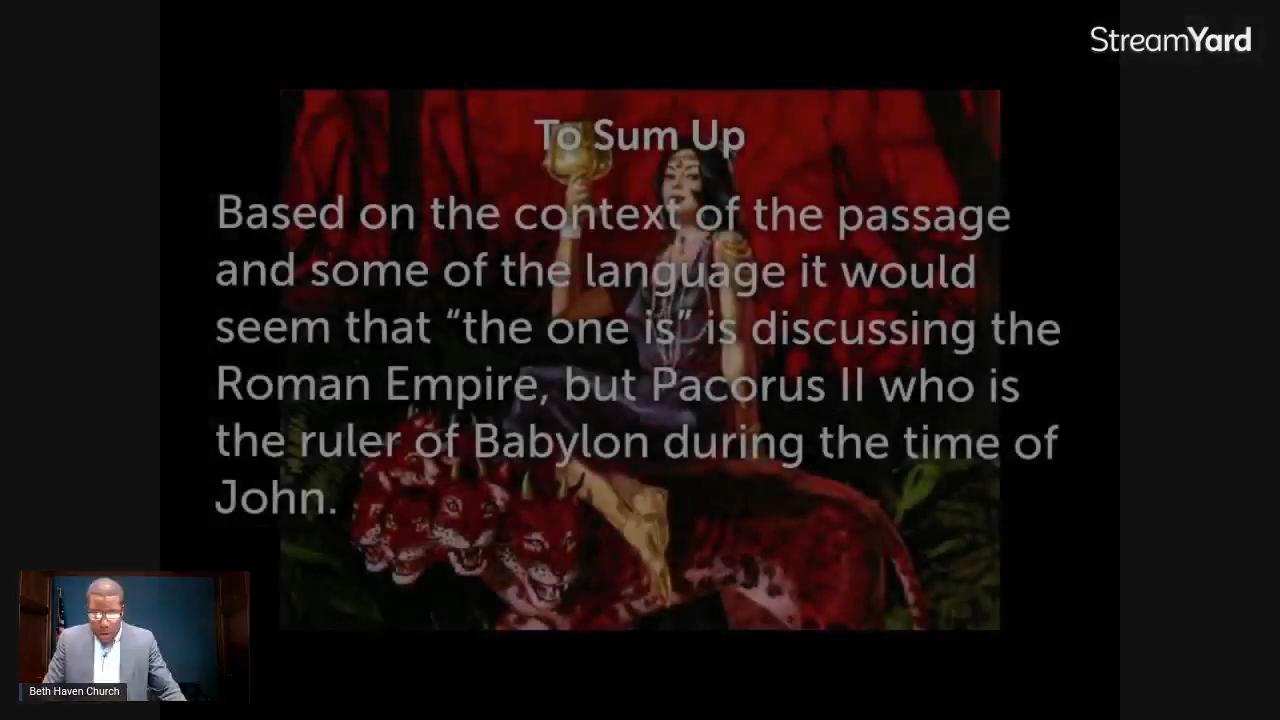 StreamYard
To Sum Up
Based on the context of the passage
and some of the language it would
seem that “the one is” is discussing the
Roman Empire, but Pacorus II who is
the ruler of Babylon during the time of
John.
Beth Haven Church